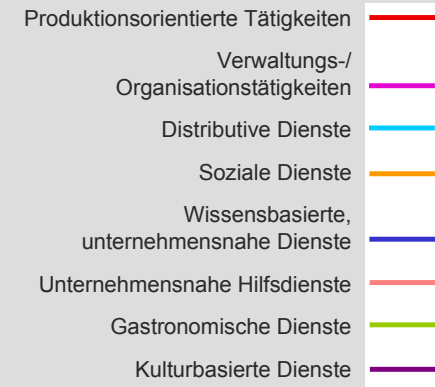 Produktionsorientierte Tätigkeiten
Verwaltungs-/
Organisationstätigkeiten
Distributive Dienste
Soziale Dienste
Wissensbasierte,
unternehmensnahe Dienste
Unternehmensnahe Hilfsdienste
Gastronomische Dienste
Kulturbasierte Dienste